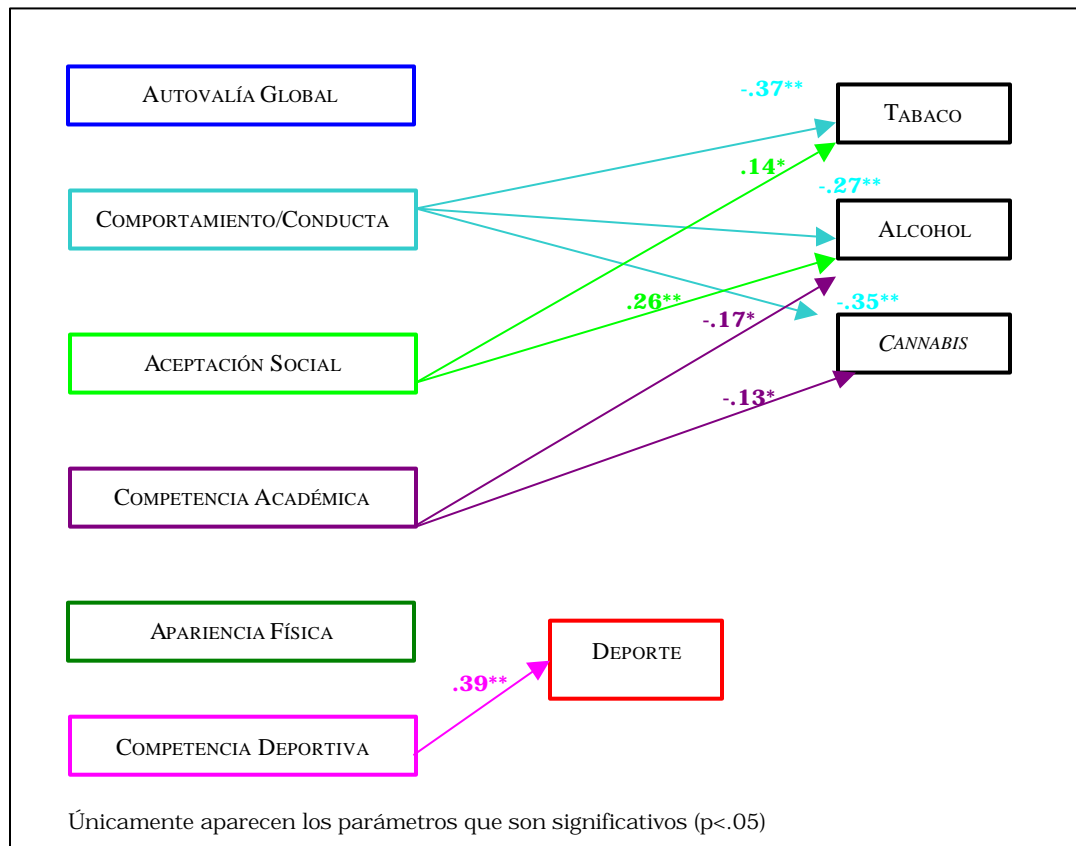 AUTOVALÍA GLOBAL
-.37**
TABACO
.14*
-.27**
COMPORTAMIENTO/CONDUCTA
ALCOHOL
.26**
-.17*
-.35**
ACEPTACIÓN SOCIAL
CANNABIS
-.13*
COMPETENCIA ACADÉMICA
APARIENCIA FÍSICA
DEPORTE
.39**
COMPETENCIA DEPORTIVA
Únicamente aparecen los parámetros que son significativos (p<.05)